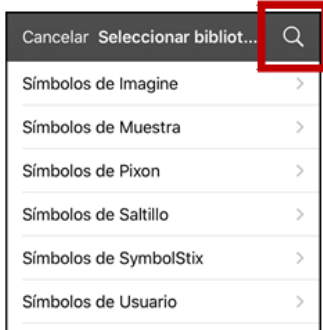 Cancelar Seleccionar bibliot...
Símbolos de Imagine
Símbolos de Muestra
Símbolos de Pixon
Símbolos de Saltillo
Símbolos de SymbolStix
Símbolos de Usuario